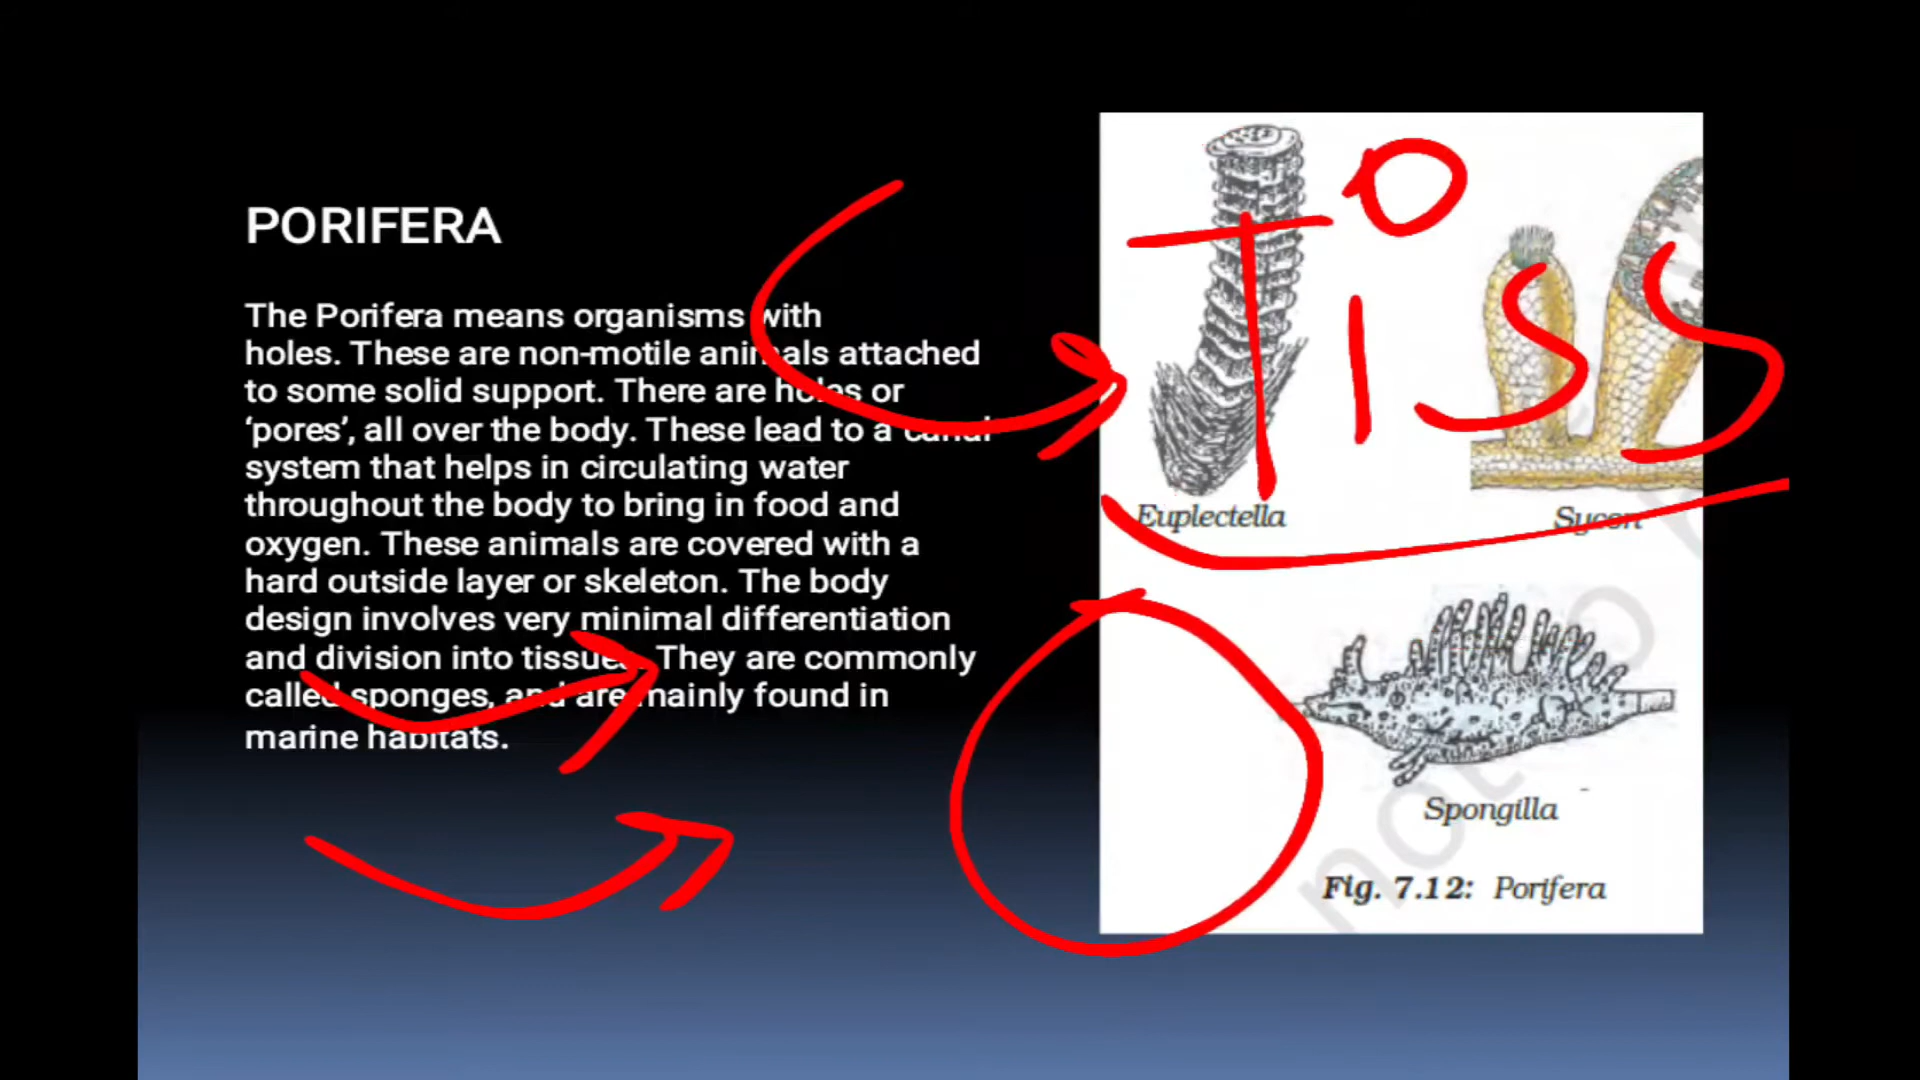 PORIFERA
The Porifera means organisms with
holes. These are non-motile animals attached
to some solid support. There are holes or
‘pores’, all over the body. These lead to a canal
system that helps in circulating water
throughout the body to bring in food and
oxygen. These animals are covered with a
hard outside layer or skeleton. The body
design involves very minimal differentiation
and division into tissues. They are commonly
called sponges, and are mainly found in
marine habitats.
Tiss
Euplectella
Sycon
Spongilla
Fig. 7.12: Porifera
not to